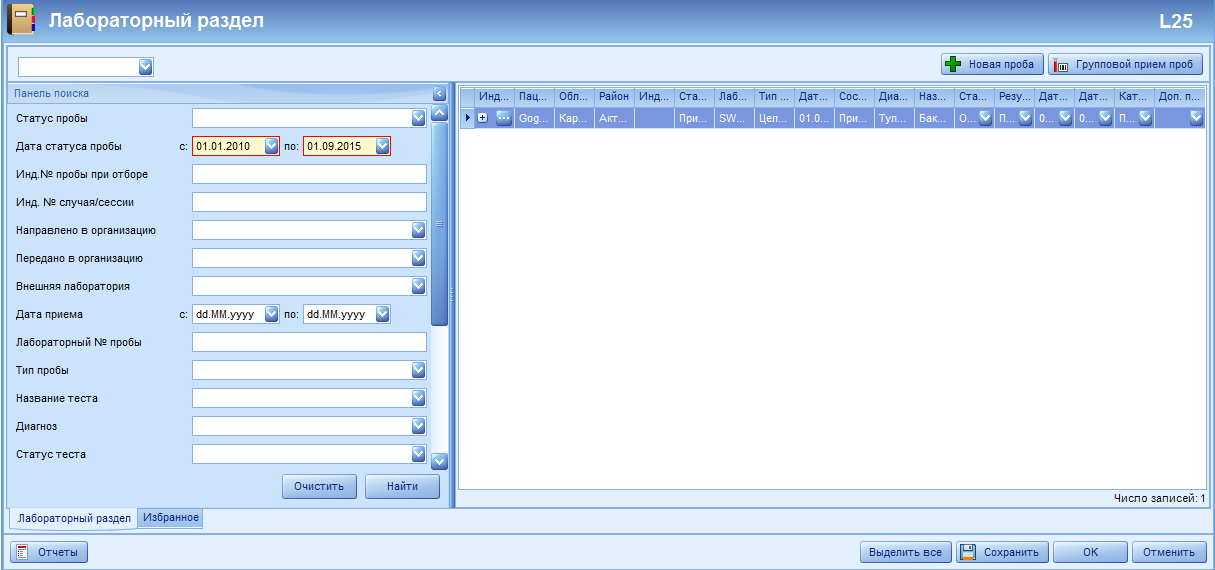 Лабораторный раздел
L25
Новая проба
Групповой прием проб
Панель поиска
Статус пробы
Дата статуса пробы с: 01.01.2010 по: 01.09.2015
Инд.№ пробы при отборе
Инд. № случая/сессии
Направлено в организацию
Передано в организацию
Внешняя лаборатория
Дата приема с: dd.MM.yyyy по: dd.MM.yyyy
Лабораторный № пробы
Тип пробы
Название теста
Диагноз
Статус теста
Очистить Найти
Инд... Пац... Обл... Район Инд... Ста... Лаб... Тип ... Дат... Сос... Диа... Наз... Ста... Резу... Дат... Дат... Кат... Доп. п...
Gog... Кар... Акт... При... SW... Цел... 01.0... При... Тул... Бак... О... П... 0... 0... П...
Число записей: 1
Лабораторный раздел Избранное
Отчеты Выделить все Сохранить ОК Отменить